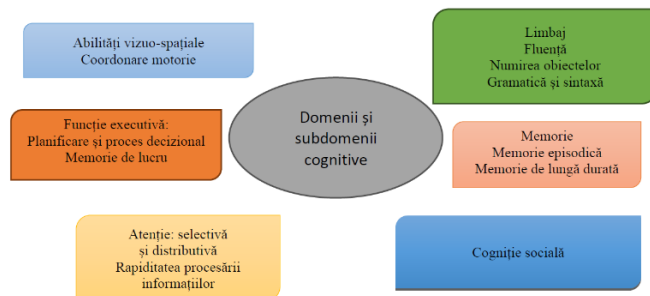 Abilități vizuo-spațiale
Coordonare motorie
Limbaj
Fluență
Numirea obiectelor
Gramatică și sintaxă
Funcție executivă:
Planificare și proces decizional
Memorie de lucru
Domenii și
subdomenii
cognitive
Memorie
Memorie episodică
Memorie de lungă durată
Atenție: selectivă
și distributivă
Rapiditatea procesării
informațiilor
Cogniție socială